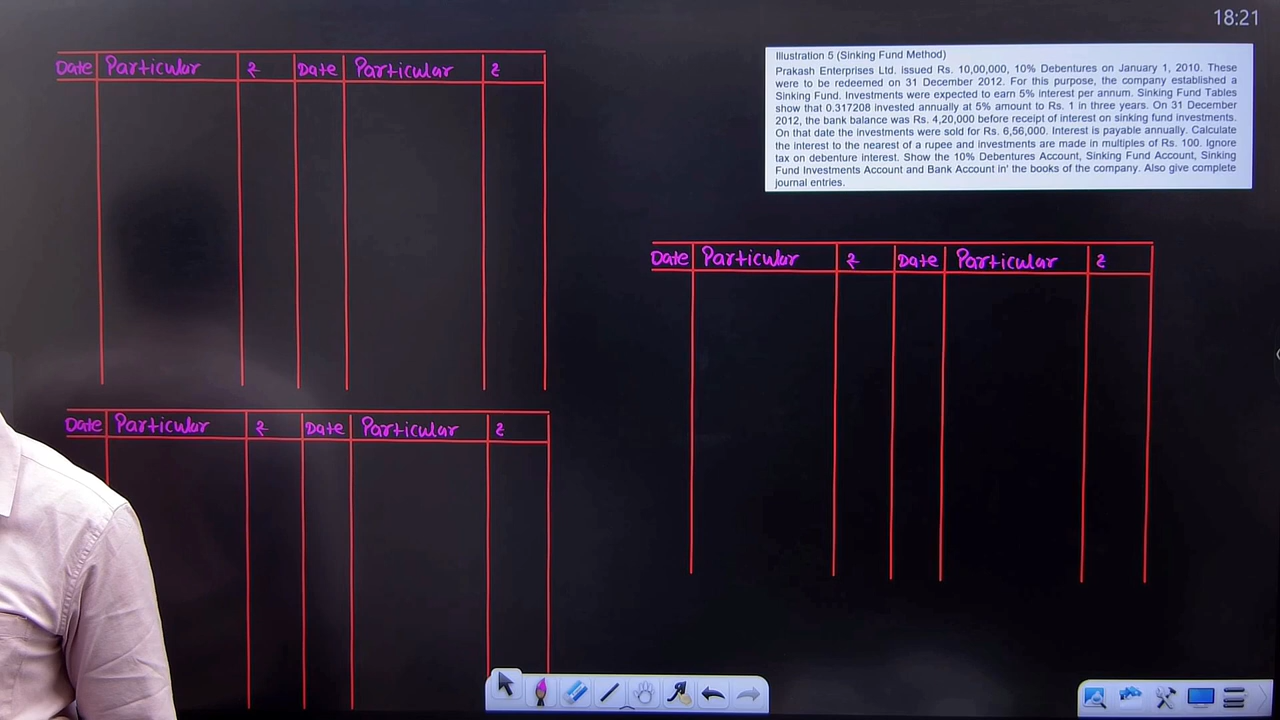 18:21
Date Particular ₹ Date Particular ₹
Illustration 5 (Sinking Fund Method)
Prakash Enterprises Ltd. issued Rs. 10,00,000, 10% Debentures on January 1, 2010. These
were to be redeemed on 31 December 2012. For this purpose, the company established a
Sinking Fund. Investments were expected to earn 5% interest per annum. Sinking Fund Tables
show that 0.317208 invested annually at 5% amount to Rs. 1 in three years. On 31 December
2012, the bank balance was Rs. 4,20,000 before receipt of interest on sinking fund investments.
On that date the investments were sold for Rs. 6,56,000. Interest is payable annually. Calculate
the interest to the nearest of a rupee and investments are made in multiples of Rs. 100. Ignore
tax on debenture interest. Show the 10% Debentures Account, Sinking Fund Account, Sinking
Fund Investments Account and Bank Account in' the books of the company. Also give complete
journal entries.
Date Particular ₹ Date Particular ₹
Date Particular ₹ Date Particular ₹